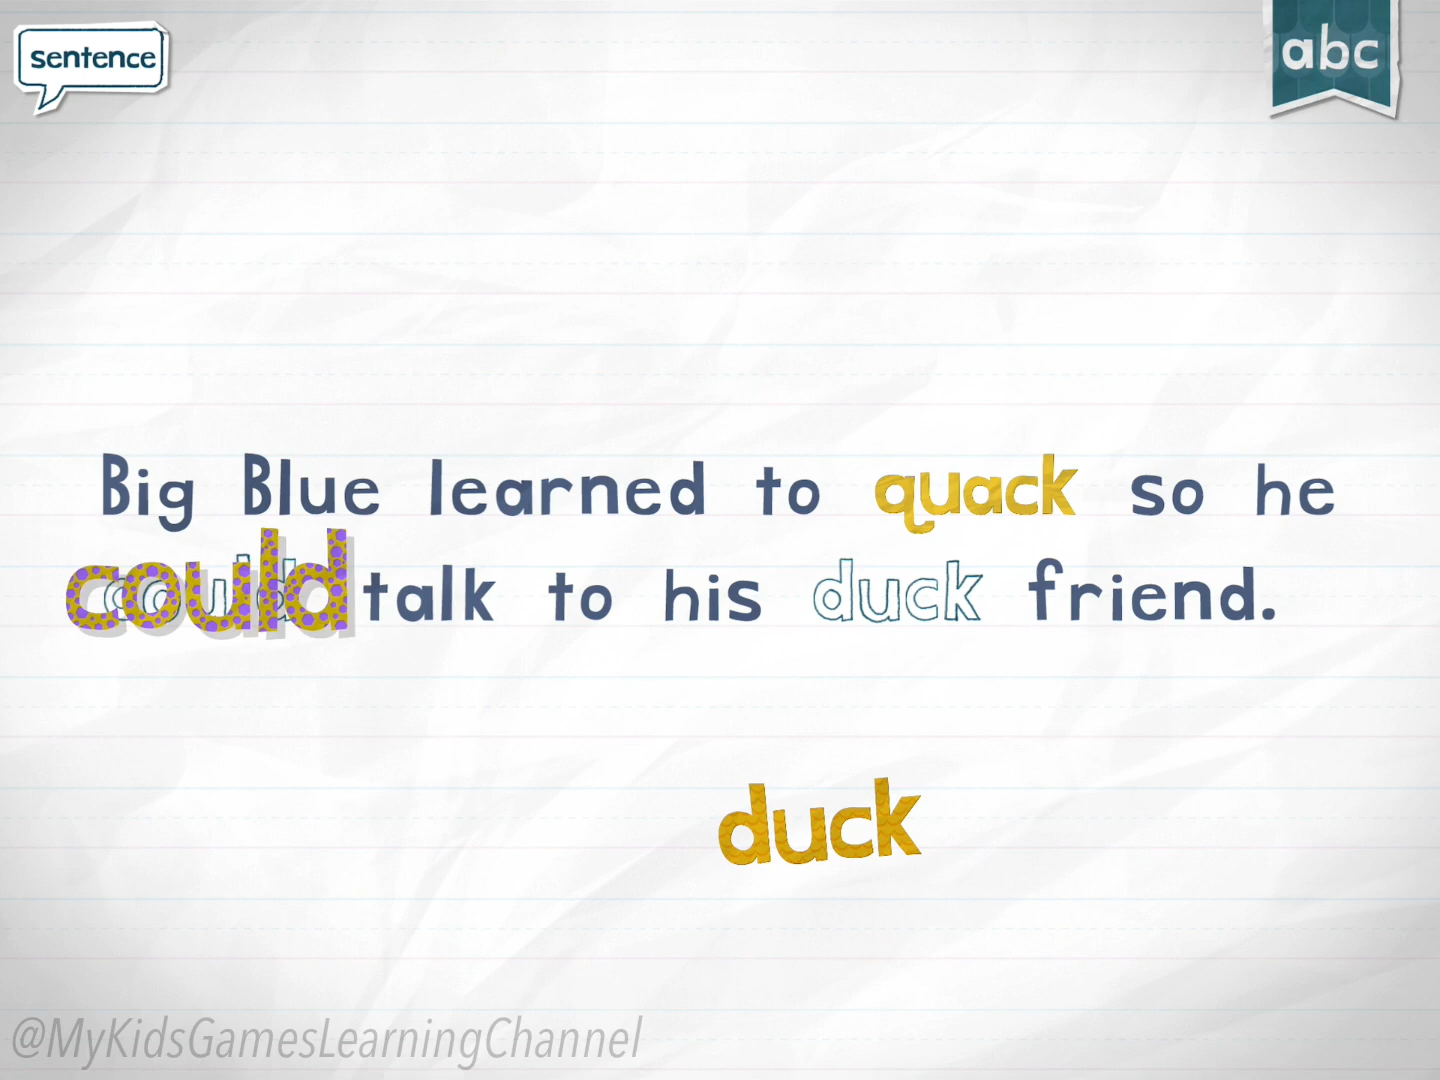 sentence
abc
Big Blue learned to quack so he
could talk to his duck friend.
duck
@MyKidsGamesLearningChannel